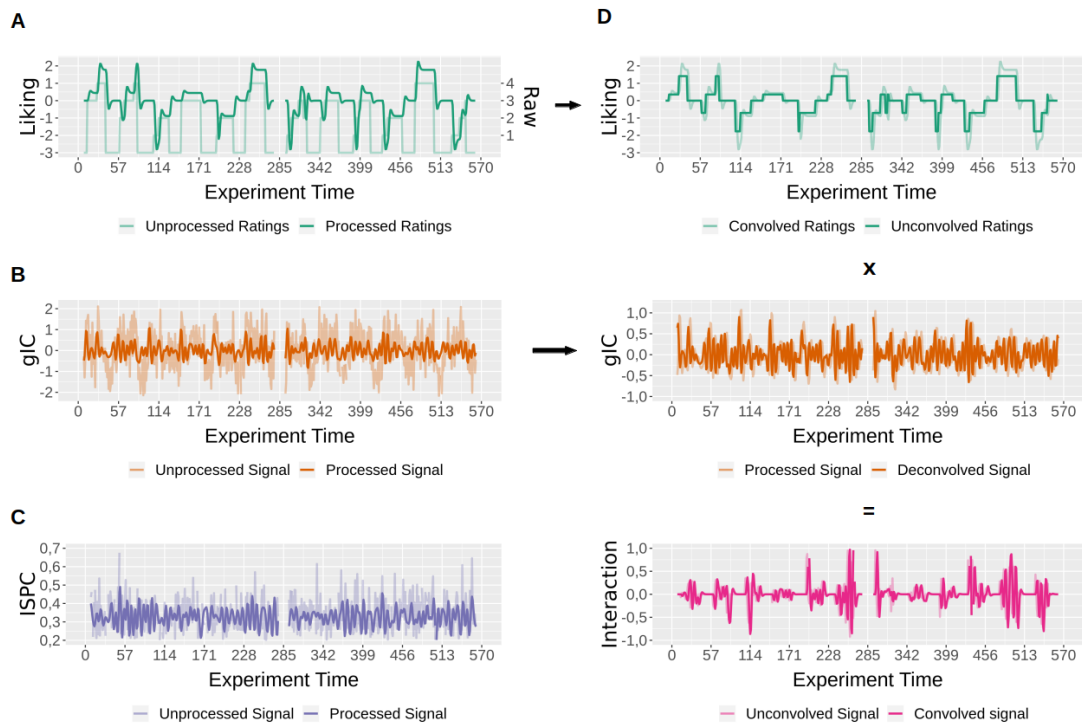 A
2
1
0
-1
-2
-3
Liking
4
3
2
1
Raw
0 57 114 171 228 285 342 399 456 513 570
Experiment Time
Unprocessed Ratings Processed Ratings
D
2
1
0
-1
-2
-3
Liking
0 57 114 171 228 285 342 399 456 513 570
Experiment Time
Convolved Ratings Unconvolved Ratings
B
2
1
0
-1
-2
gIC
0 57 114 171 228 285 342 399 456 513 570
Experiment Time
Unprocessed Signal Processed Signal
x
1,0
0,5
0,0
-0,5
-1,0
gIC
0 57 114 171 228 285 342 399 456 513 570
Experiment Time
Processed Signal Deconvolved Signal
C
0,7
0,6
0,5
0,4
0,3
0,2
IISPC
0 57 114 171 228 285 342 399 456 513 570
Experiment Time
Unprocessed Signal Processed Signal
=
1,0
0,5
0,0
-0,5
-1,0
Interaction
0 57 114 171 228 285 342 399 456 513 570
Experiment Time
Unconvolved Signal Convolved signal